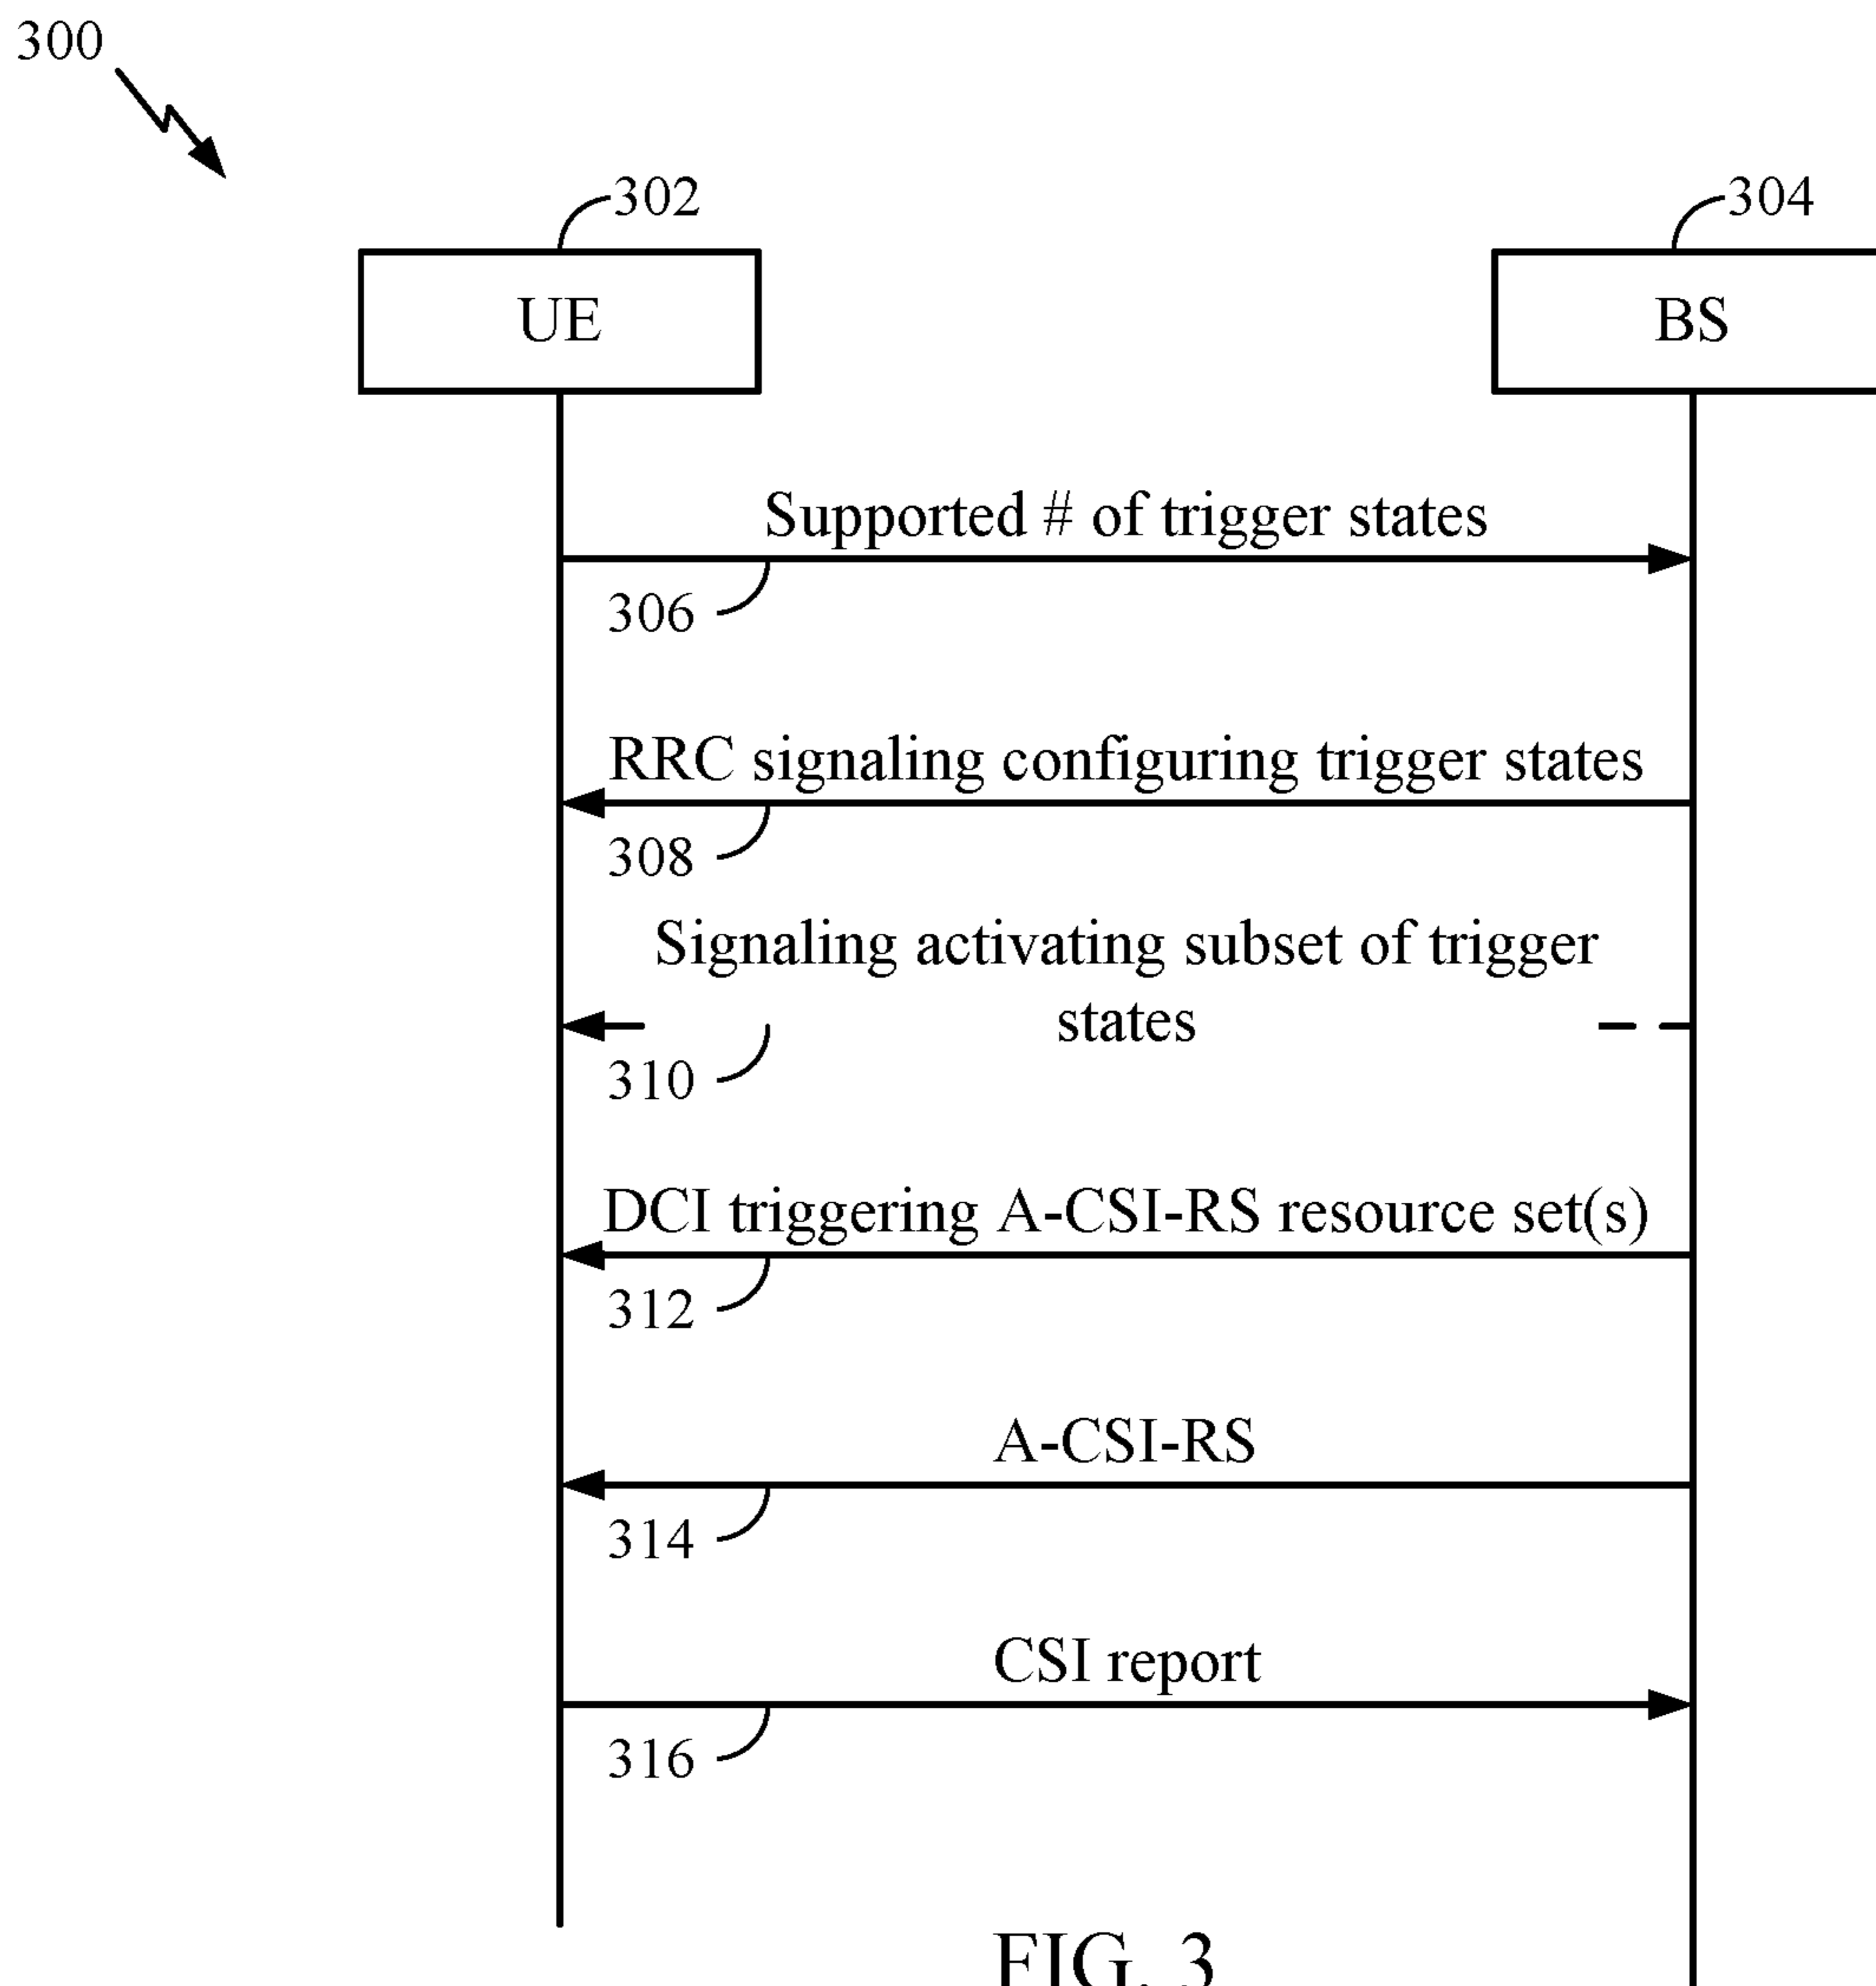 300
302
304
UE
BS
Supported # of trigger states
306
RRC signaling configuring trigger states
308
Signaling activating subset of trigger
states
310
DCI triggering A-CSI-RS resource set(s)
312
A-CSI-RS
314
CSI report
316
FIG. 3